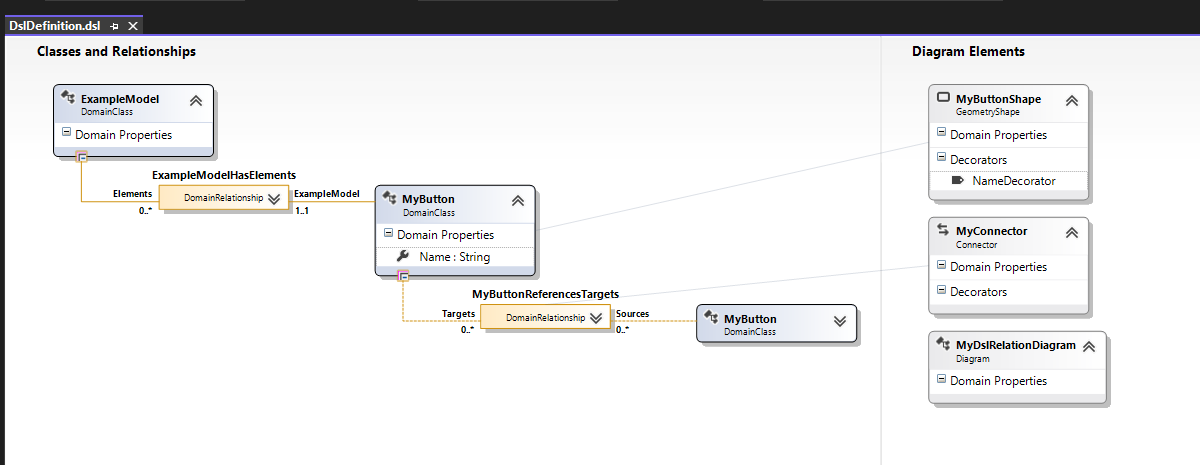 DslDefinition.dsl
Classes and Relationships
Diagram Elements
ExampleModel
DomainClass
Domain Properties
ExampleModelHasElements
Elements
DomainRelationship
ExampleModel
0..*
1..1
MyButton
DomainClass
Domain Properties
Name : String
MyButtonReferencesTargets
Targets
DomainRelationship
Sources
0..*
0..*
MyButton
DomainClass
MyButtonShape
GeometryShape
Domain Properties
Decorators
NameDecorator
MyConnector
Connector
Domain Properties
Decorators
MyDslRelationDiagram
Diagram
Domain Properties